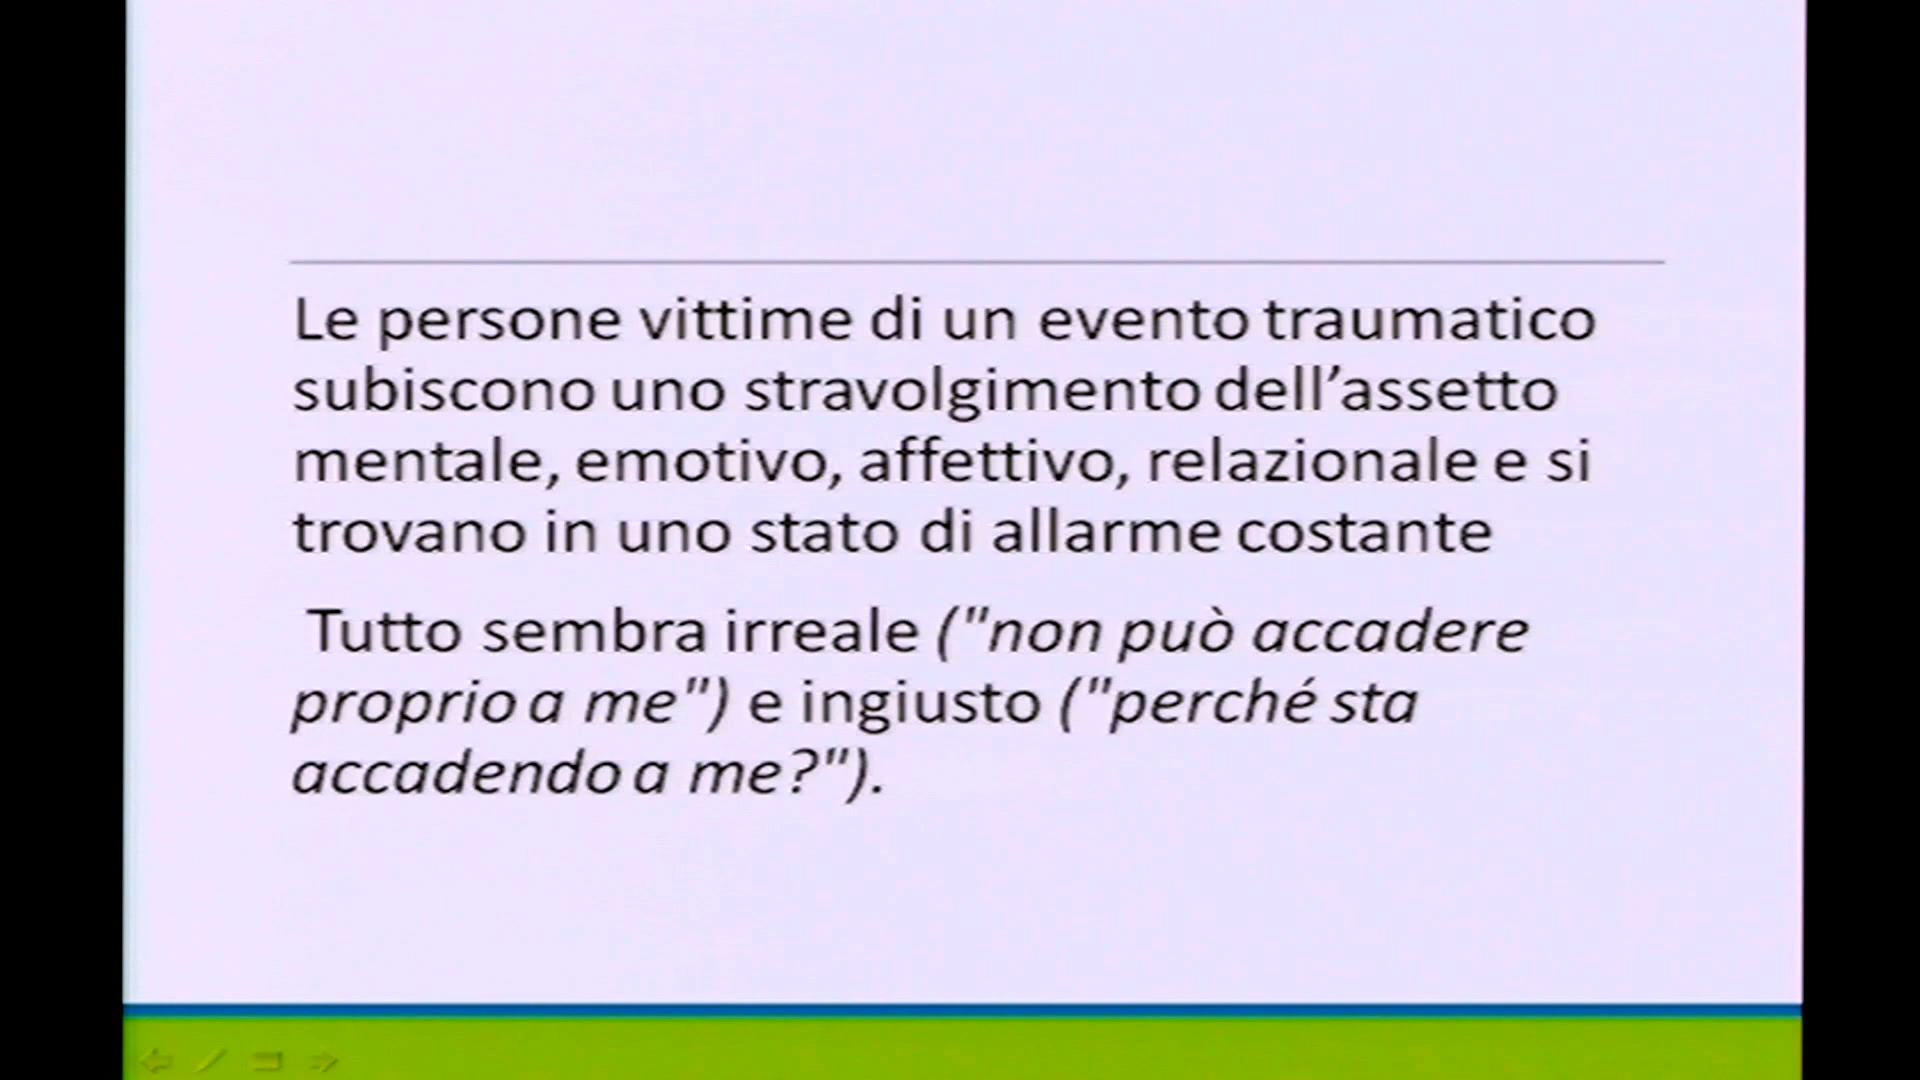 Le persone vittime di un evento traumatico
subiscono uno stravolgimento dell’assetto
mentale, emotivo, affettivo, relazionale e si
trovano in uno stato di allarme costante
Tutto sembra irreale ("non può accadere
proprio a me") e ingiusto ("perché sta
accadendo a me?").